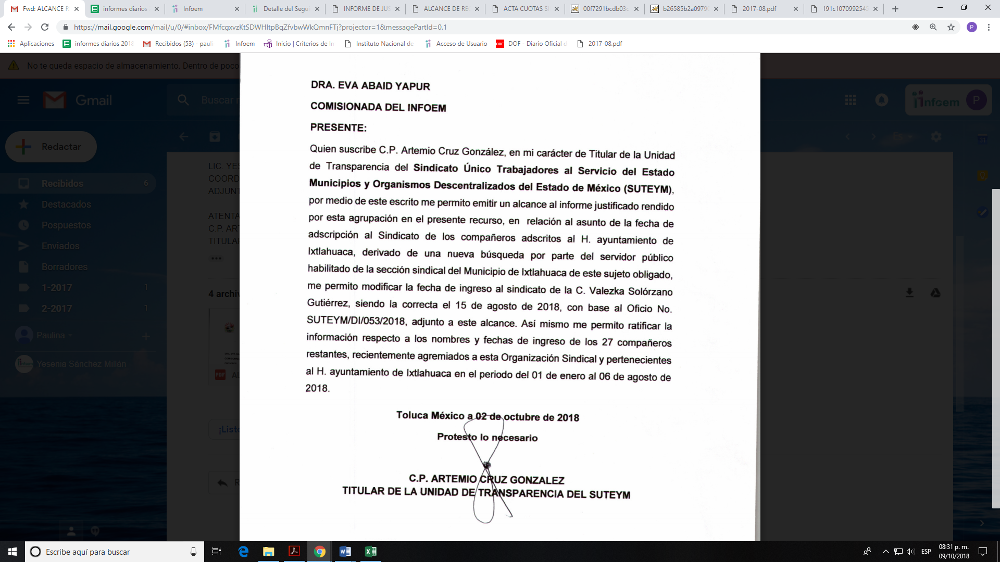 Fwd: ALCANCE R
informes diarios
Infoem
Detalle del Segui
INFORME DE JUS
ALCANCE DE REC
ACTA CUOTAS SI
00f7291bcdb03c
b26585b2a0979
2017-08.pdf
191c1070992545
https://mail.google.com/mail/u/0/#inbox/FMfcgxvzKtSDWHltpBqZfvbwWkQmnFTj?projector=1&messagePartId=0.1
P
Aplicaciones
informes diarios 2018
Recibidos (53) - pauli
Infoem
Inicio | Criterios de In
Instituto Nacional de
Acceso de Usuario
DOF - Diario Oficial d
2017-08.pdf
No te queda espacio de almacenamiento. Dentro de poco
Gmail
Buscar
infoem
P
Redactar
Recibidos 6
Destacados
Pospuestos
Enviados
Borradores
1-2017 1
2-2017 1
Paulina
Yesenia Sánchez Millán
LIC. YES
COORD
ADJUNT
ATENTA
C.P. ART
TITULAR
4 archiv
PDF AL
¡Listo
R
Es
31
DRA. EVA ABAID YAPUR
COMISIONADA DEL INFOEM
PRESENTE:
Quien suscribe C.P. Artemio Cruz González, en mi carácter de Titular de la Unidad
de Transparencia del Sindicato Único Trabajadores al Servicio del Estado
Municipios y Organismos Descentralizados del Estado de México (SUTEYM),
por medio de este escrito me permito emitir un alcance al informe justificado rendido
por esta agrupación en el presente recurso, en relación al asunto de la fecha de
adscripción al Sindicato de los compañeros adscritos al H. ayuntamiento de
Ixtlahuaca, derivado de una nueva búsqueda por parte del servidor público
habilitado de la sección sindical del Municipio de Ixtlahuaca de este sujeto obligado,
me permito modificar la fecha de ingreso al sindicato de la C. Valezka Solórzano
Gutiérrez, siendo la correcta el 15 de agosto de 2018, con base al Oficio No.
SUTEYM/DI/053/2018, adjunto a este alcance. Así mismo me permito ratificar la
información respecto a los nombres y fechas de ingreso de los 27 compañeros
restantes, recientemente agremiados a esta Organización Sindical y pertenecientes
al H. ayuntamiento de Ixtlahuaca en el periodo del 01 de enero al 06 de agosto de
2018.
Toluca México a 02 de octubre de 2018
Protesto lo necesario
C.P. ARTEMIO CRUZ GONZALEZ
TITULAR DE LA UNIDAD DE TRANSPARENCIA DEL SUTEYM
Escribe aquí para buscar
ESP
08:31 p. m.
09/10/2018